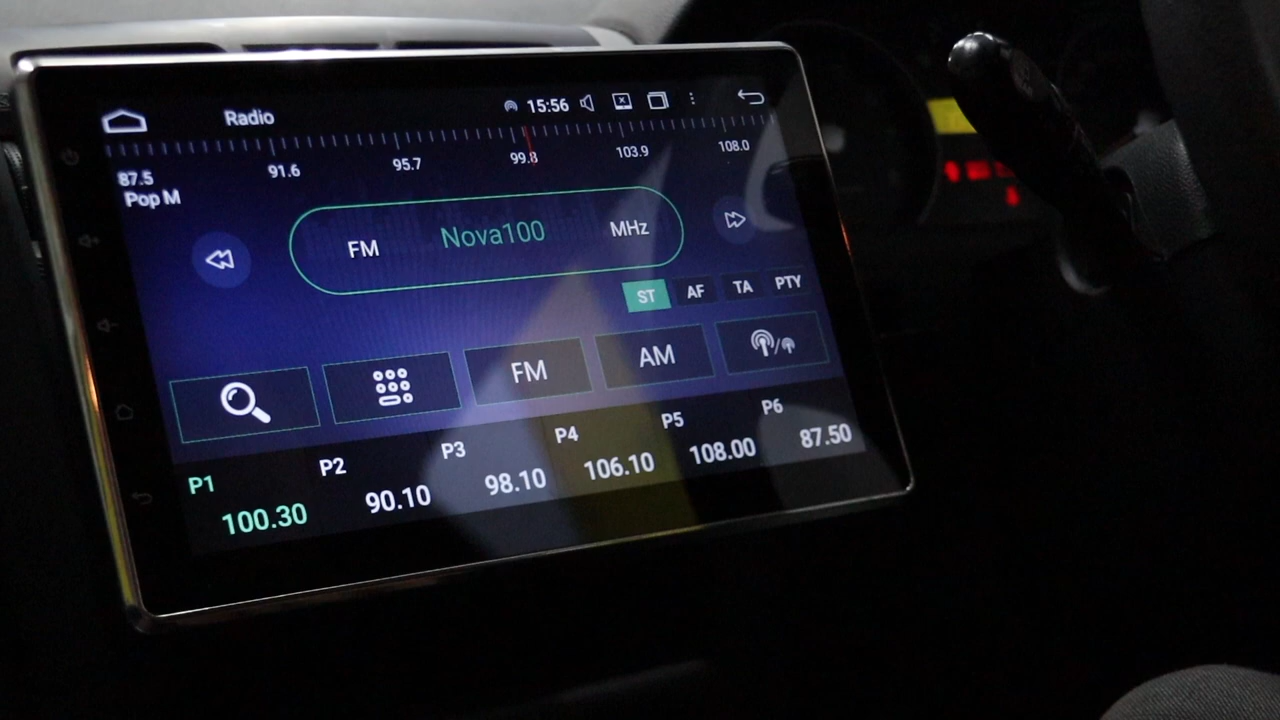 Radio 15:56
87.5 91.6 95.7 99.8 103.9 108.0
Pop M
FM Nova100 MHz
ST AF TA PTY
FM AM
P1 P2 P3 P4 P5 P6
100.30 90.10 98.10 106.10 108.00 87.50